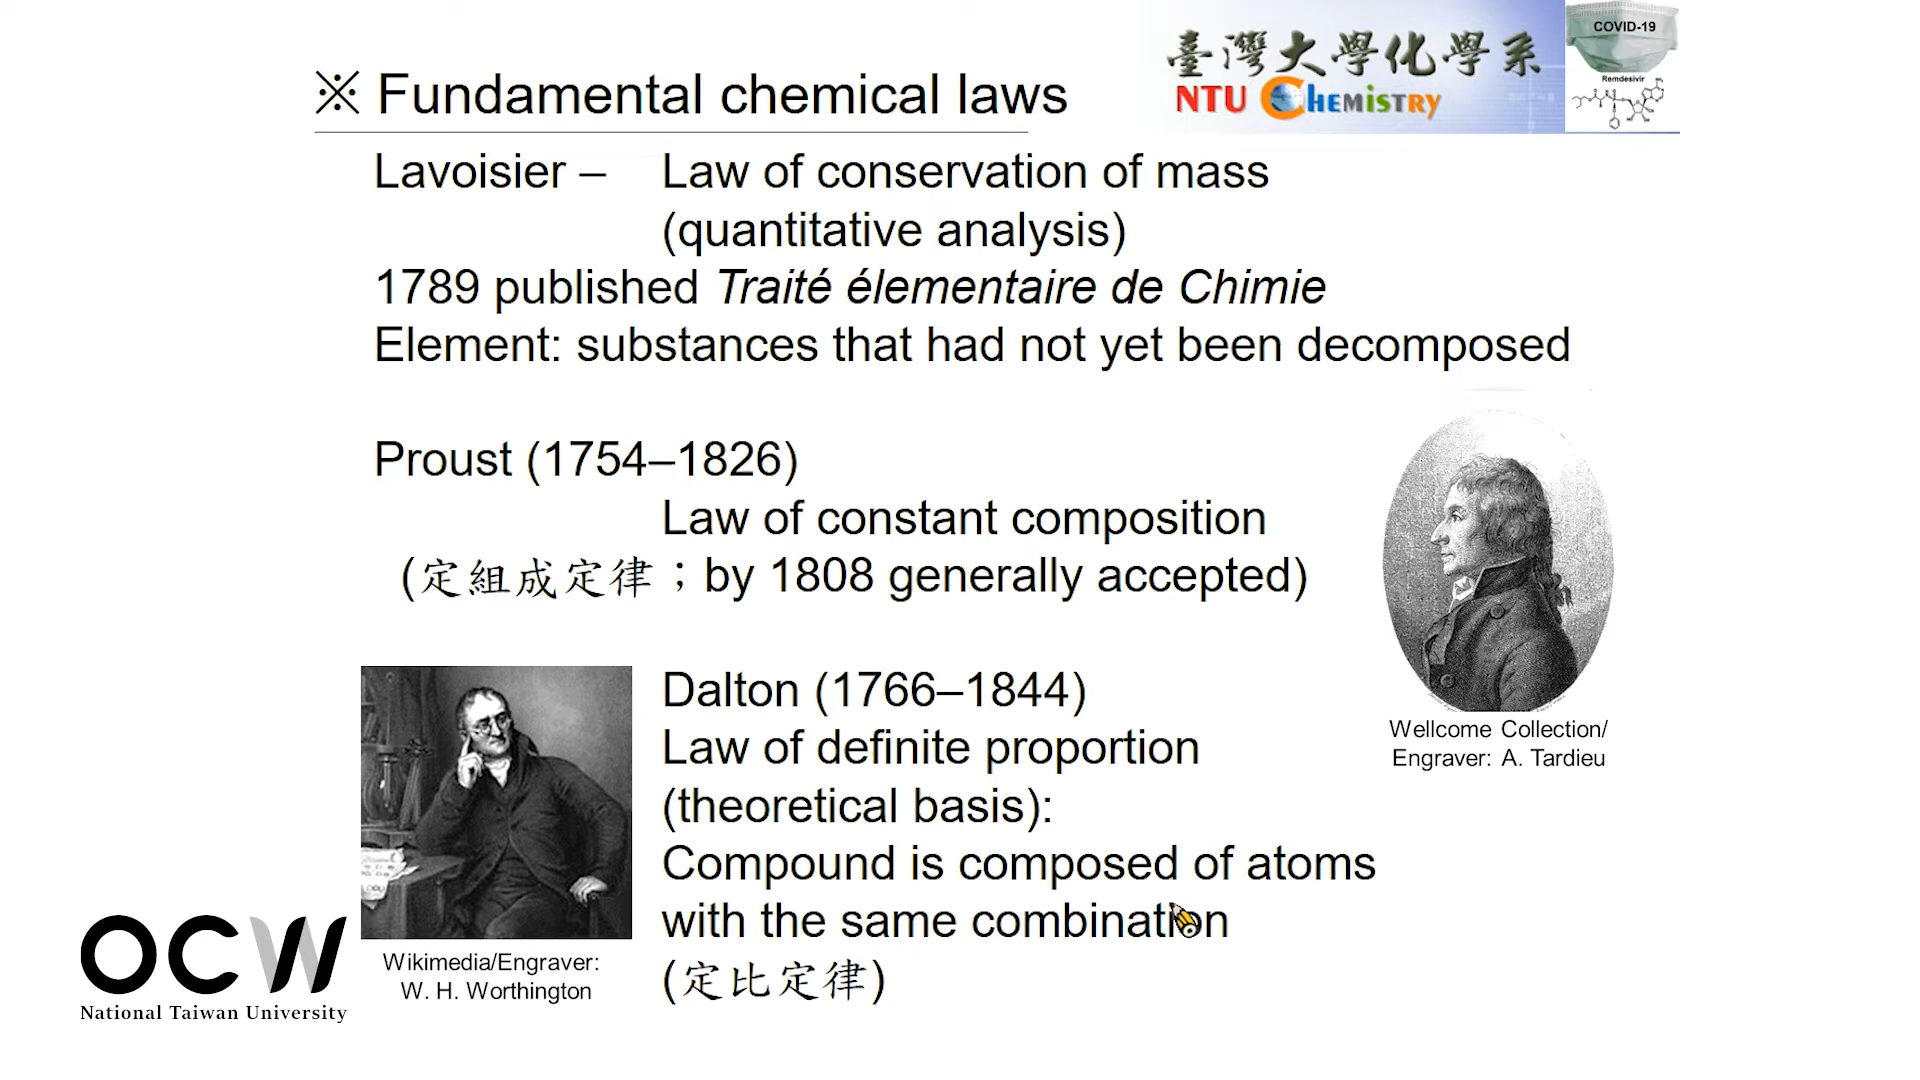 臺灣大學化學系
NTU Chemistry
COVID-19
Remdesivir
※ Fundamental chemical laws
Lavoisier – Law of conservation of mass
(quantitative analysis)
1789 published Traité élementaire de Chimie
Element: substances that had not yet been decomposed
Proust (1754–1826)
Law of constant composition
(定組成定律；by 1808 generally accepted)
Wellcome Collection/
Engraver: A. Tardieu
Dalton (1766–1844)
Law of definite proportion
(theoretical basis):
Compound is composed of atoms
with the same combination
(定比定律)
Wikimedia/Engraver:
W. H. Worthington
OCW
National Taiwan University